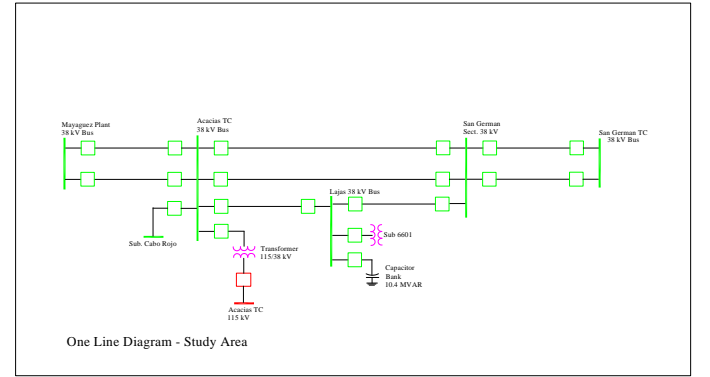 Mayaguez Plant
38 kV Bus
Acacias TC
38 kV Bus
San German
Sect. 38 kV
San German TC
38 kV Bus
Lajas 38 kV Bus
Sub. Cabo Rojo
Sub 6601
Transformer
115/38 kV
Capacitor
Bank
10.4 MVAR
Acacias TC
115 kV
One Line Diagram - Study Area